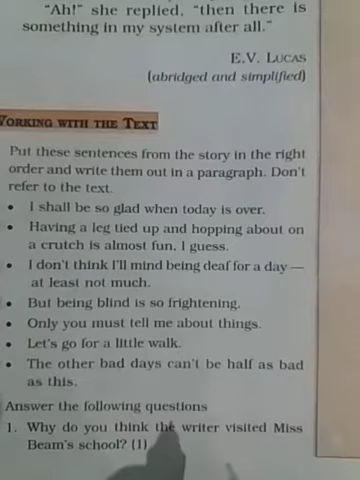 "Ah!" she replied, "then there is
something in my system after all."
E.V. LUCAS
(abridged and simplified)
WORKING WITH THE TEXT
Put these sentences from the story in the right
order and write them out in a paragraph. Don't
refer to the text.
• I shall be so glad when today is over.
• Having a leg tied up and hopping about on
a crutch is almost fun, I guess.
• I don't think I'll mind being deaf for a day —
at least not much.
• But being blind is so frightening.
• Only you must tell me about things.
• Let's go for a little walk.
• The other bad days can't be half as bad
as this.
Answer the following questions
1. Why do you think the writer visited Miss
Beam's school? (1)